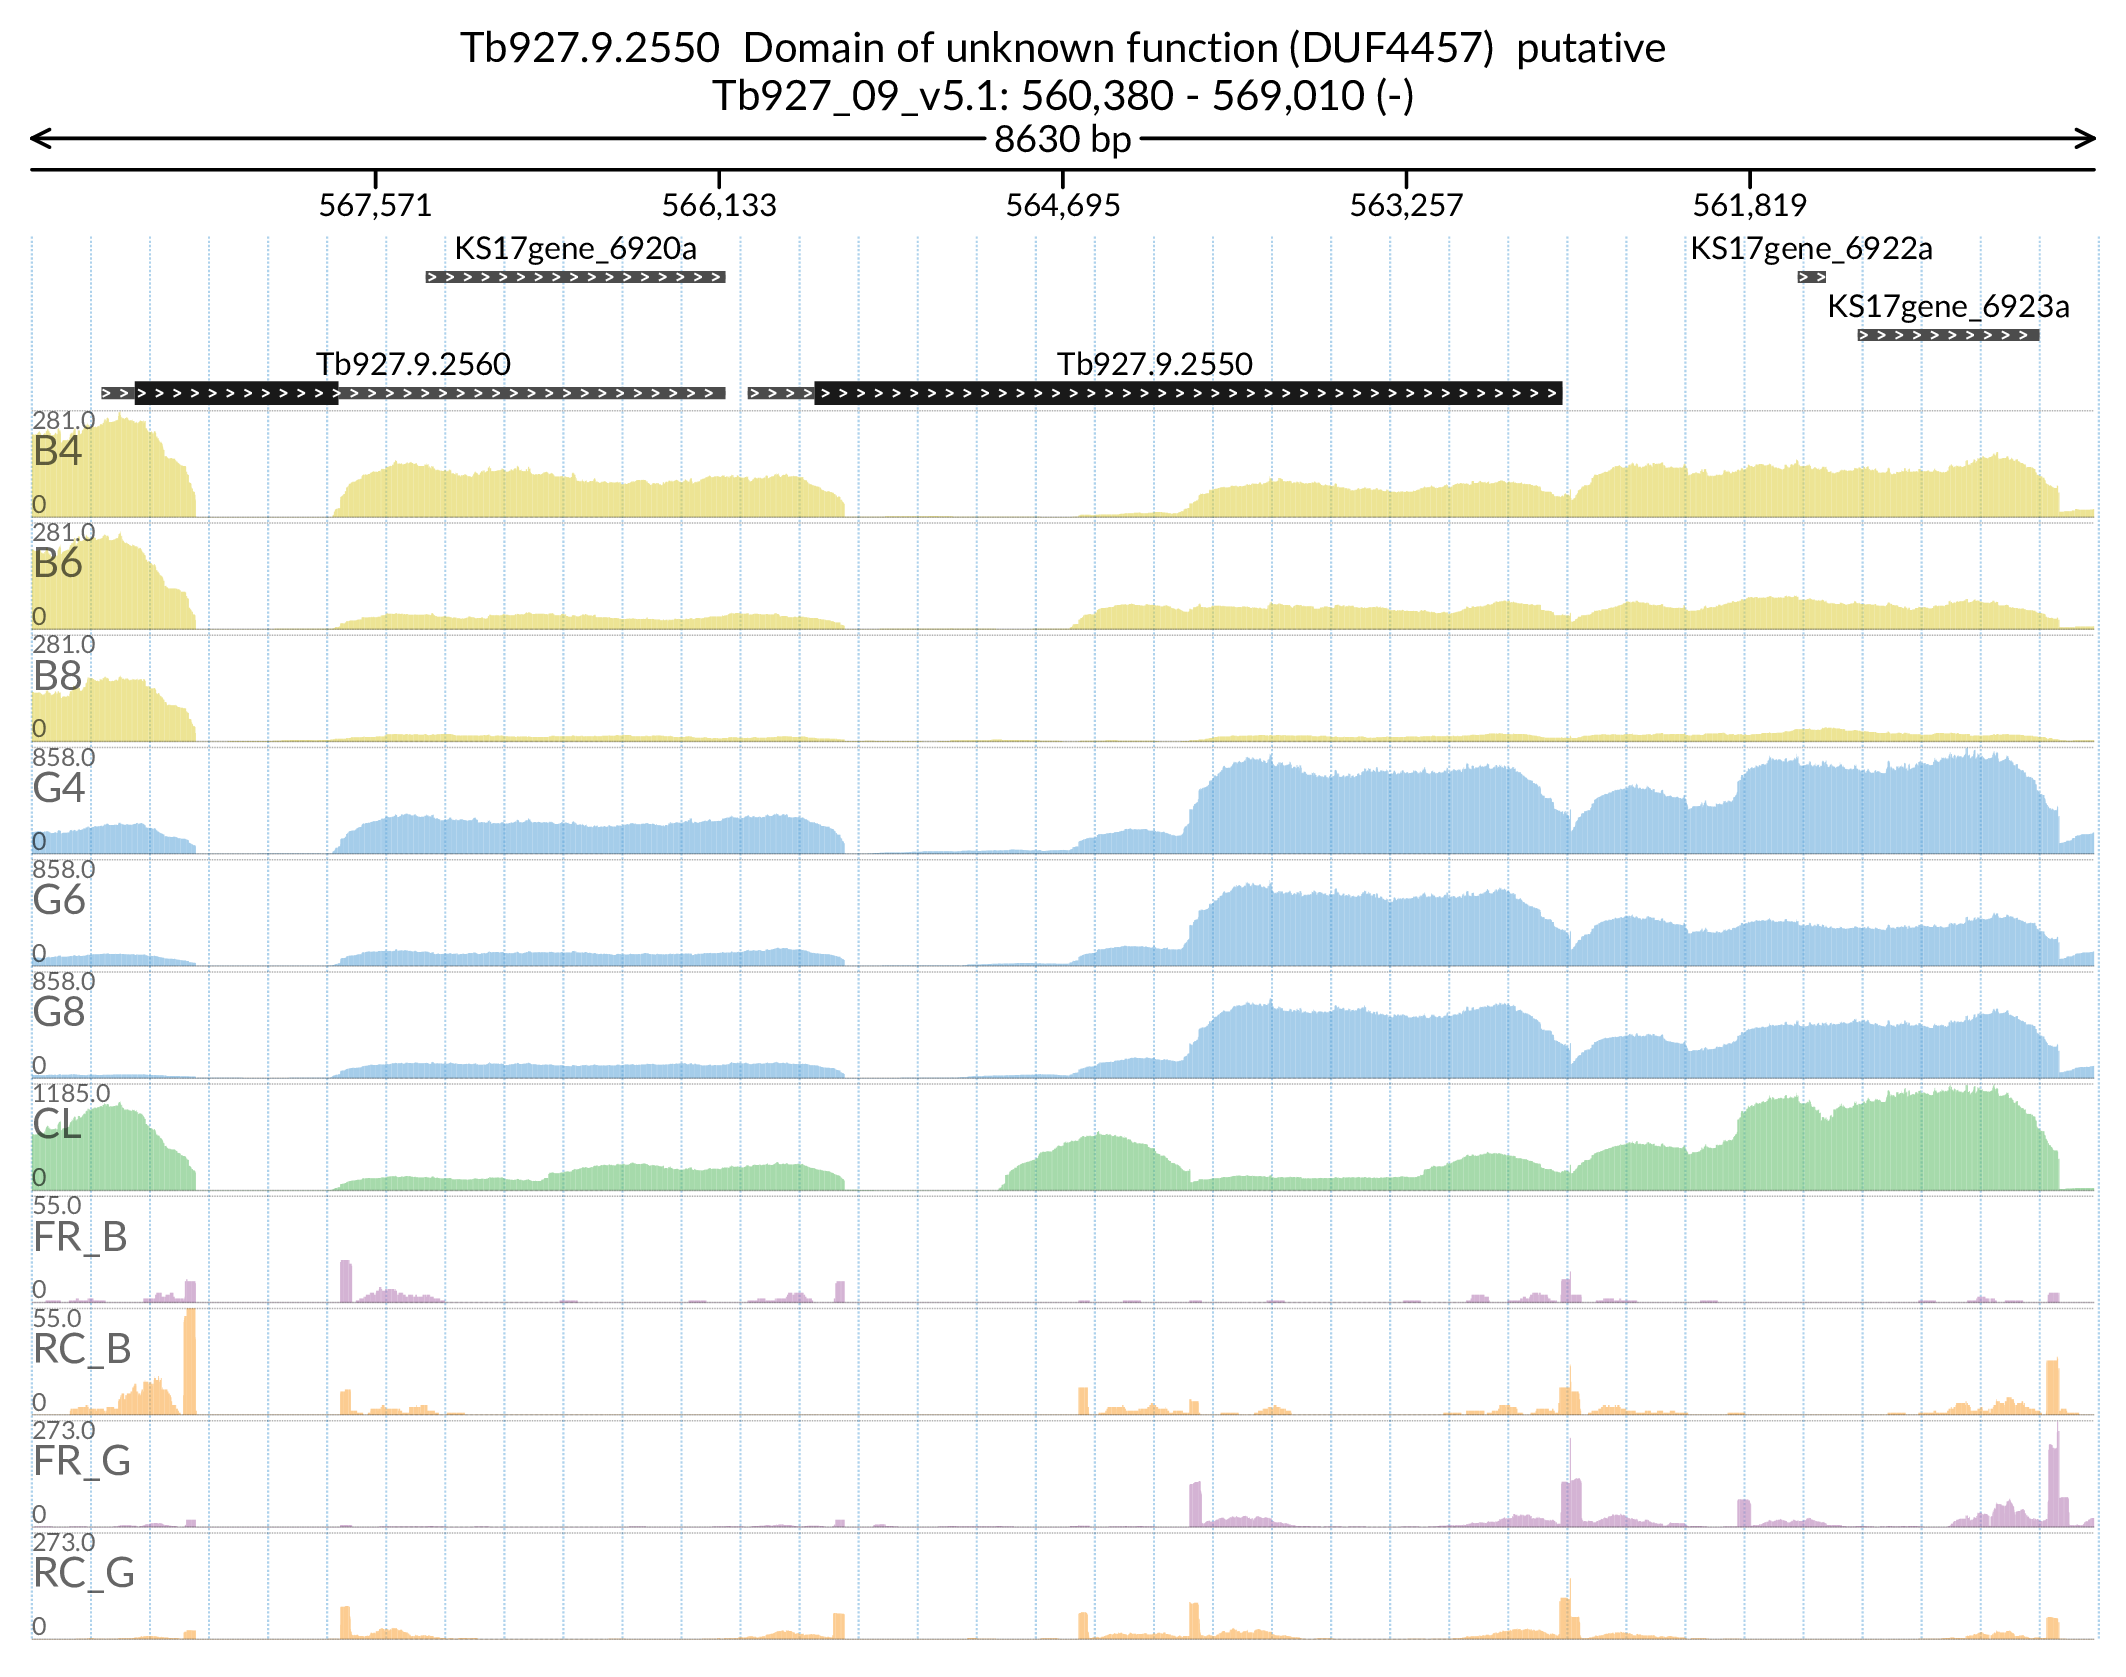 Tb927.9.2550  Domain of unknown function (DUF4457)  putative
Tb927_09_v5.1: 560,380 - 569,010 (-)
8630 bp
567,571 566,133 564,695 563,257 561,819
KS17gene_6920a KS17gene_6922a
KS17gene_6923a
Tb927.9.2560 Tb927.9.2550
281.0
B4
0
281.0
B6
0
281.0
B8
0
858.0
G4
0
858.0
G6
0
858.0
G8
0
1185.0
CL
0
55.0
FR_B
0
55.0
RC_B
0
273.0
FR_G
0
273.0
RC_G
0